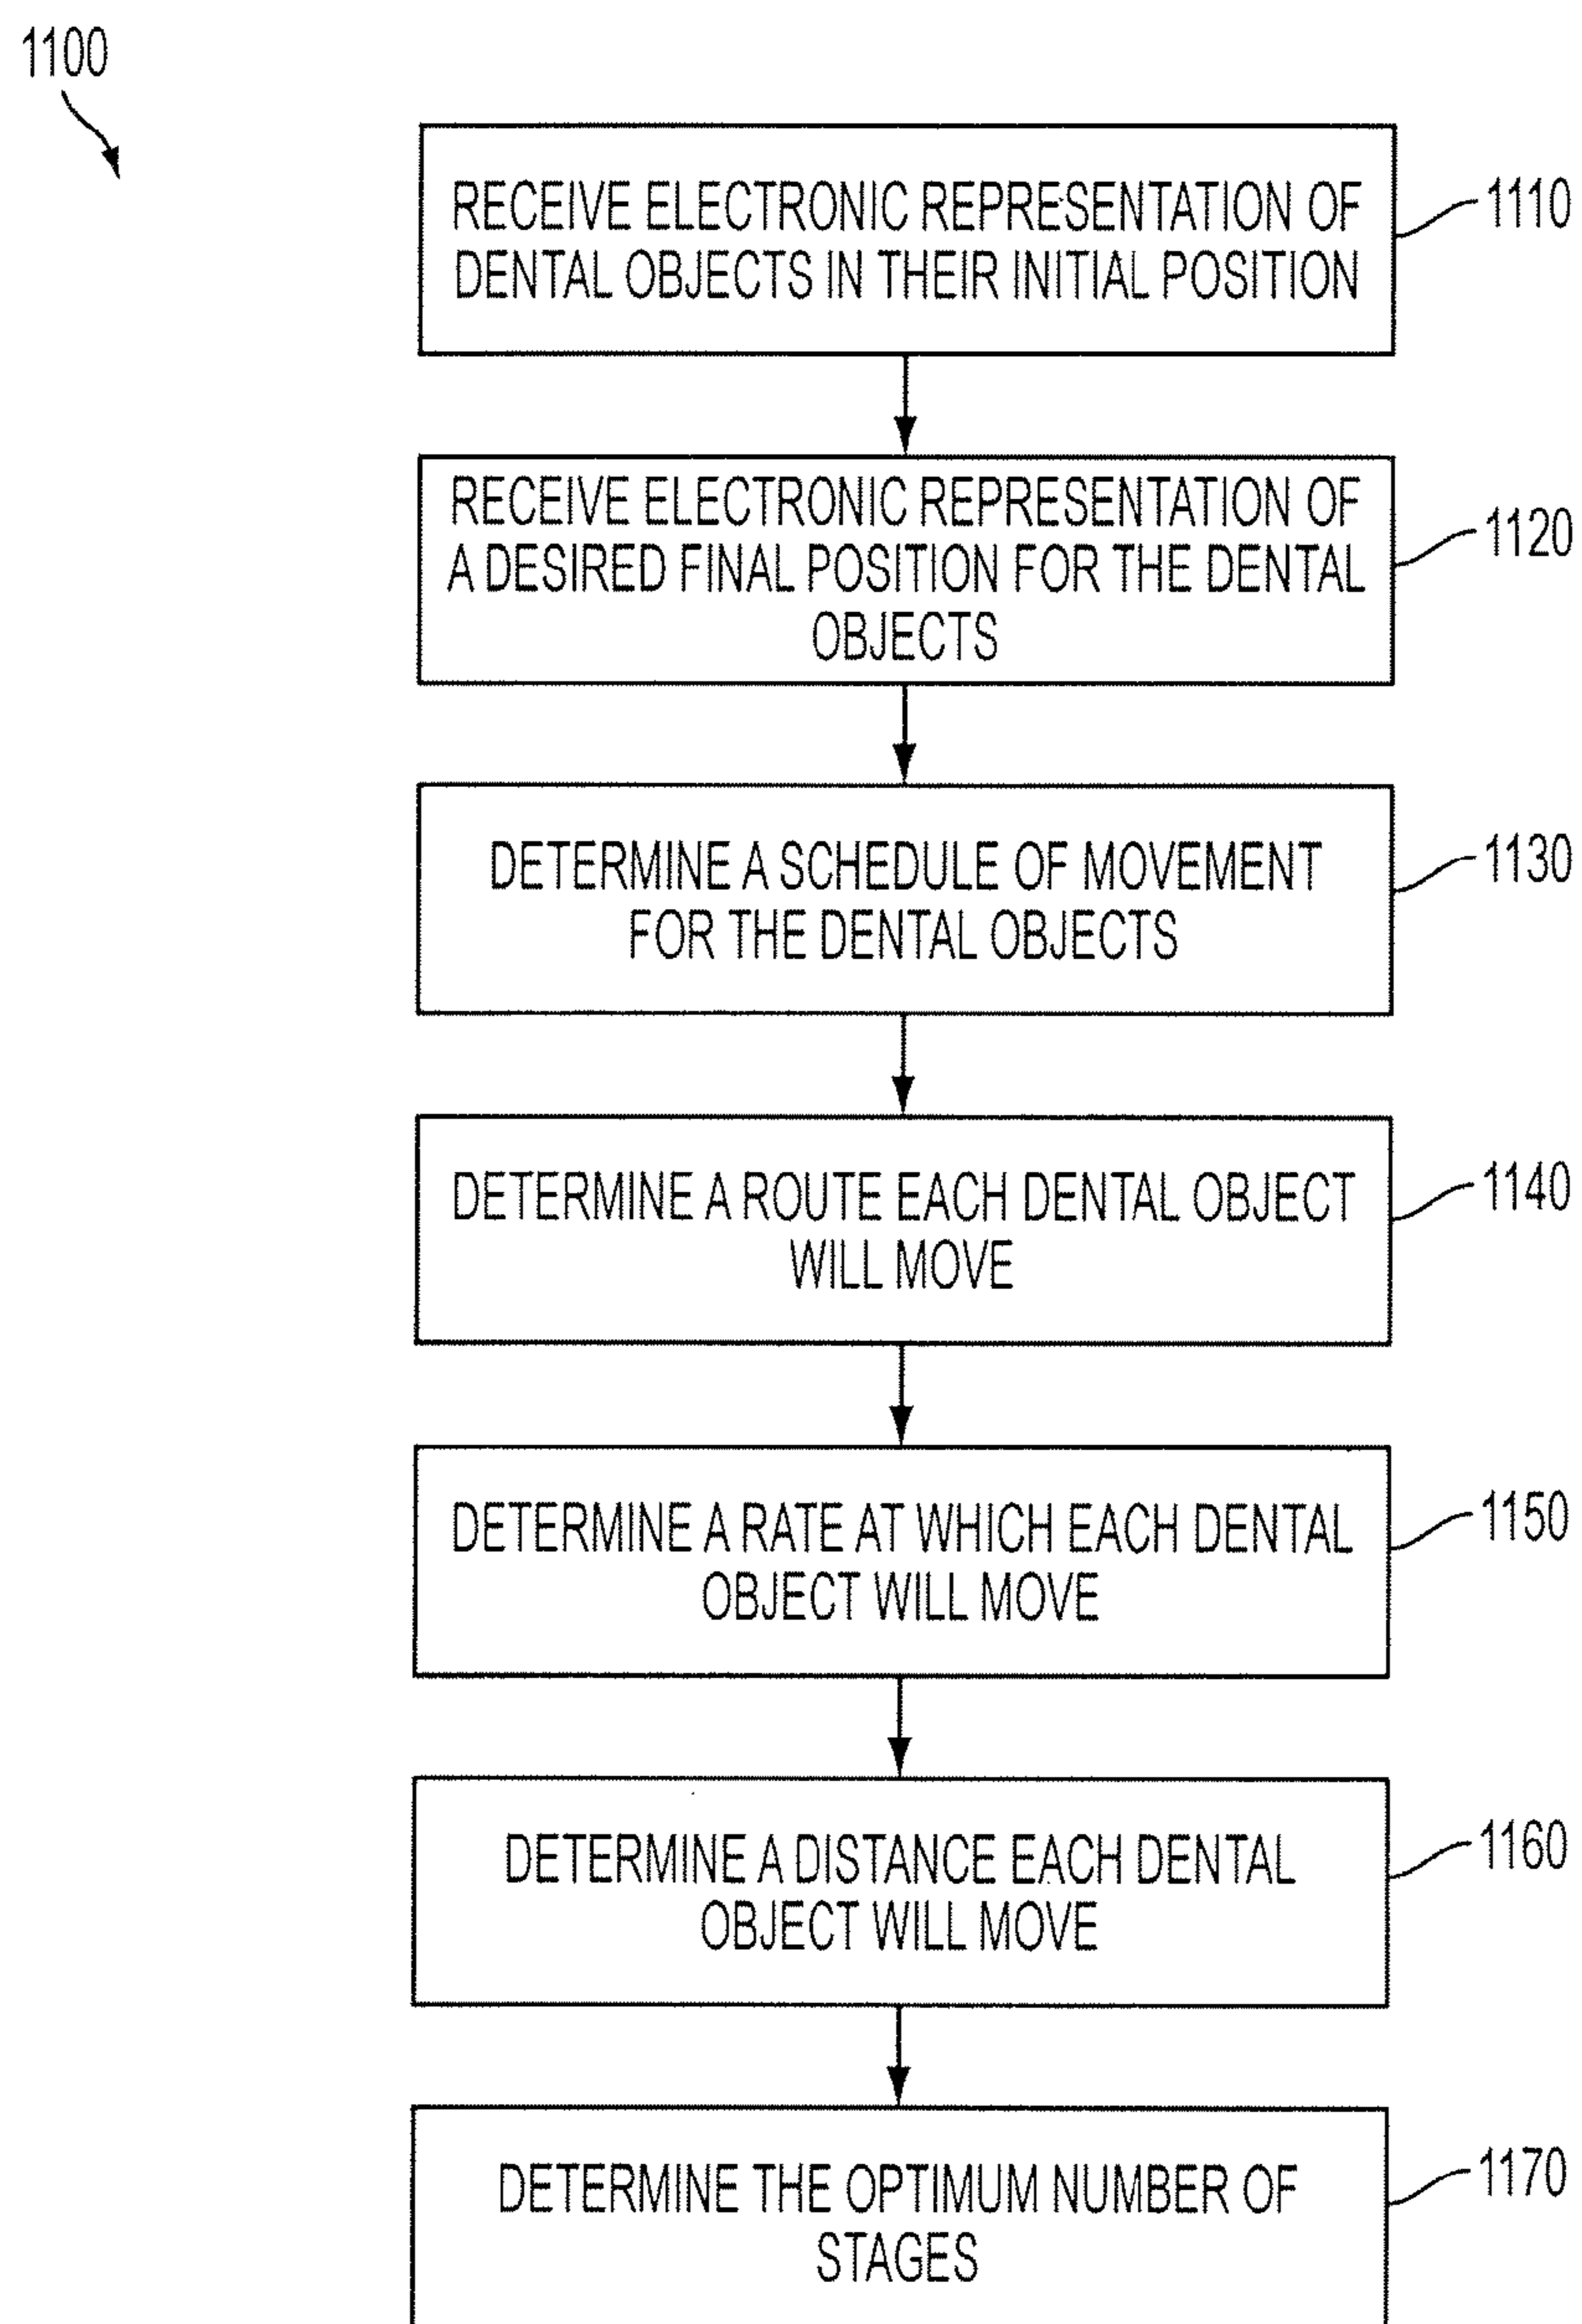 1100
RECEIVE ELECTRONIC REPRESENTATION OF
DENTAL OBJECTS IN THEIR INITIAL POSITION
1110
RECEIVE ELECTRONIC REPRESENTATION OF
A DESIRED FINAL POSITION FOR THE DENTAL
OBJECTS
1120
DETERMINE A SCHEDULE OF MOVEMENT
FOR THE DENTAL OBJECTS
1130
DETERMINE A ROUTE EACH DENTAL OBJECT
WILL MOVE
1140
DETERMINE A RATE AT WHICH EACH DENTAL
OBJECT WILL MOVE
1150
DETERMINE A DISTANCE EACH DENTAL
OBJECT WILL MOVE
1160
DETERMINE THE OPTIMUM NUMBER OF
STAGES
1170